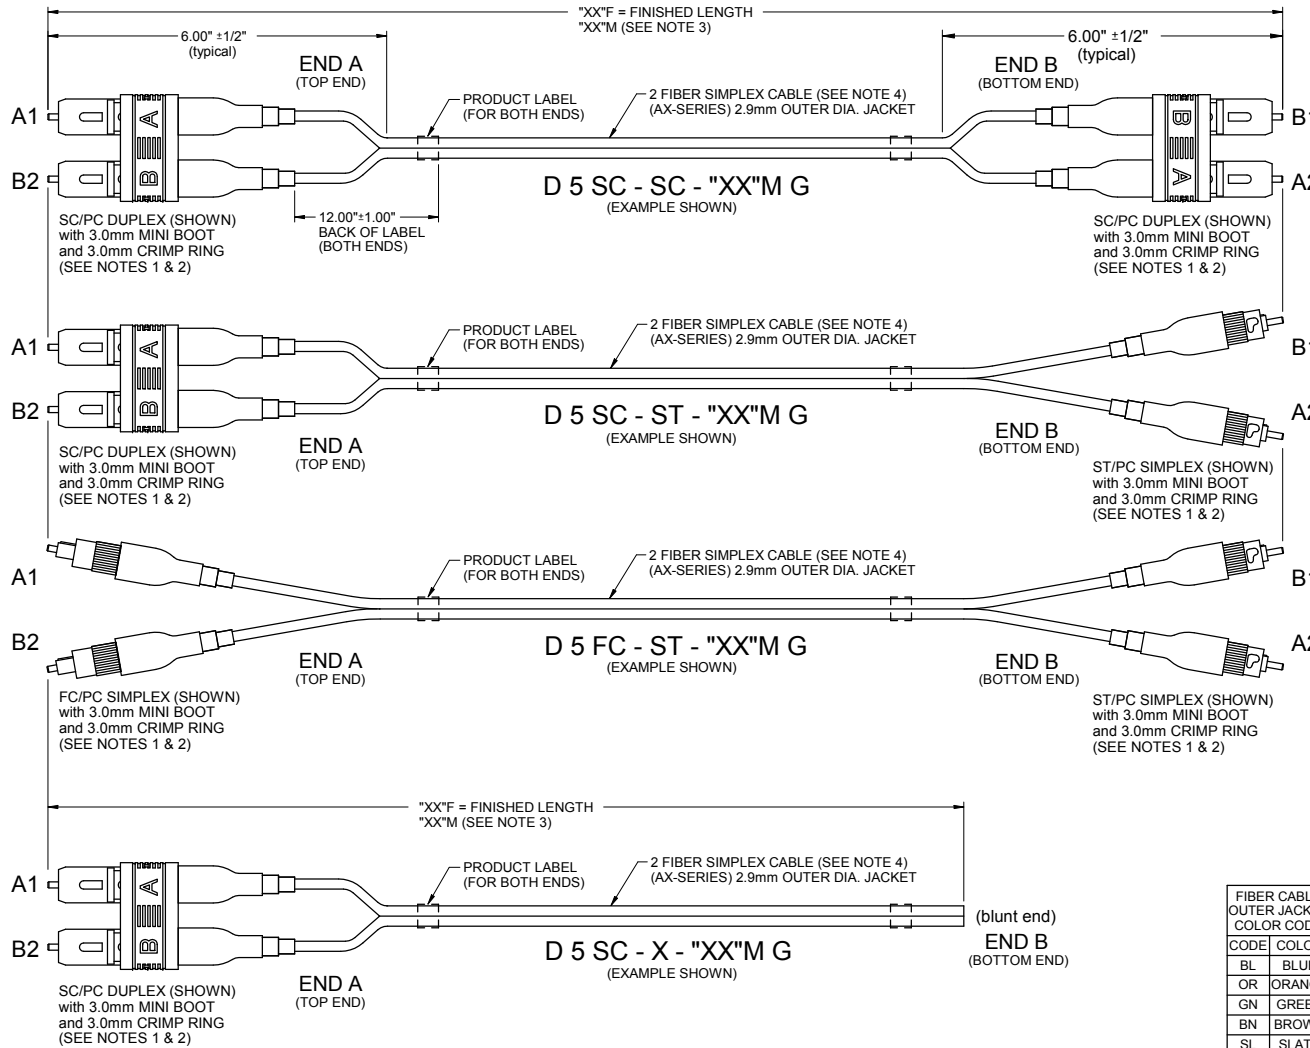 "XX"F = FINISHED LENGTH
"XX"M (SEE NOTE 3)
6.00" ±1/2"
(typical)
6.00" ±1/2"
(typical)
END A
(TOP END)
END B
(BOTTOM END)
PRODUCT LABEL
(FOR BOTH ENDS)
2 FIBER SIMPLEX CABLE (SEE NOTE 4)
(AX-SERIES) 2.9mm OUTER DIA. JACKET
A1
B2
A
B
B
A
D 5 SC - SC - "XX"M G
(EXAMPLE SHOWN)
12.00"±1.00"
BACK OF LABEL
(BOTH ENDS)
SC/PC DUPLEX (SHOWN)
with 3.0mm MINI BOOT
and 3.0mm CRIMP RING
(SEE NOTES 1 & 2)
SC/PC DUPLEX (SHOWN)
with 3.0mm MINI BOOT
and 3.0mm CRIMP RING
(SEE NOTES 1 & 2)
PRODUCT LABEL
(FOR BOTH ENDS)
2 FIBER SIMPLEX CABLE (SEE NOTE 4)
(AX-SERIES) 2.9mm OUTER DIA. JACKET
A1
B2
A
B
D 5 SC - ST - "XX"M G
(EXAMPLE SHOWN)
END A
(TOP END)
END B
(BOTTOM END)
SC/PC DUPLEX (SHOWN)
with 3.0mm MINI BOOT
and 3.0mm CRIMP RING
(SEE NOTES 1 & 2)
ST/PC SIMPLEX (SHOWN)
with 3.0mm MINI BOOT
and 3.0mm CRIMP RING
(SEE NOTES 1 & 2)
PRODUCT LABEL
(FOR BOTH ENDS)
2 FIBER SIMPLEX CABLE (SEE NOTE 4)
(AX-SERIES) 2.9mm OUTER DIA. JACKET
A1
B2
D 5 FC - ST - "XX"M G
(EXAMPLE SHOWN)
END A
(TOP END)
END B
(BOTTOM END)
FC/PC SIMPLEX (SHOWN)
with 3.0mm MINI BOOT
and 3.0mm CRIMP RING
(SEE NOTES 1 & 2)
ST/PC SIMPLEX (SHOWN)
with 3.0mm MINI BOOT
and 3.0mm CRIMP RING
(SEE NOTES 1 & 2)
"XX"F = FINISHED LENGTH
"XX"M (SEE NOTE 3)
PRODUCT LABEL
(FOR BOTH ENDS)
2 FIBER SIMPLEX CABLE (SEE NOTE 4)
(AX-SERIES) 2.9mm OUTER DIA. JACKET
A1
B2
A
B
(blunt end)
END B
(BOTTOM END)
D 5 SC - X - "XX"M G
(EXAMPLE SHOWN)
END A
(TOP END)
SC/PC DUPLEX (SHOWN)
with 3.0mm MINI BOOT
and 3.0mm CRIMP RING
(SEE NOTES 1 & 2)
FIBER
OUTER
COLOR
CODE
BL
OR
GN
BN
SL